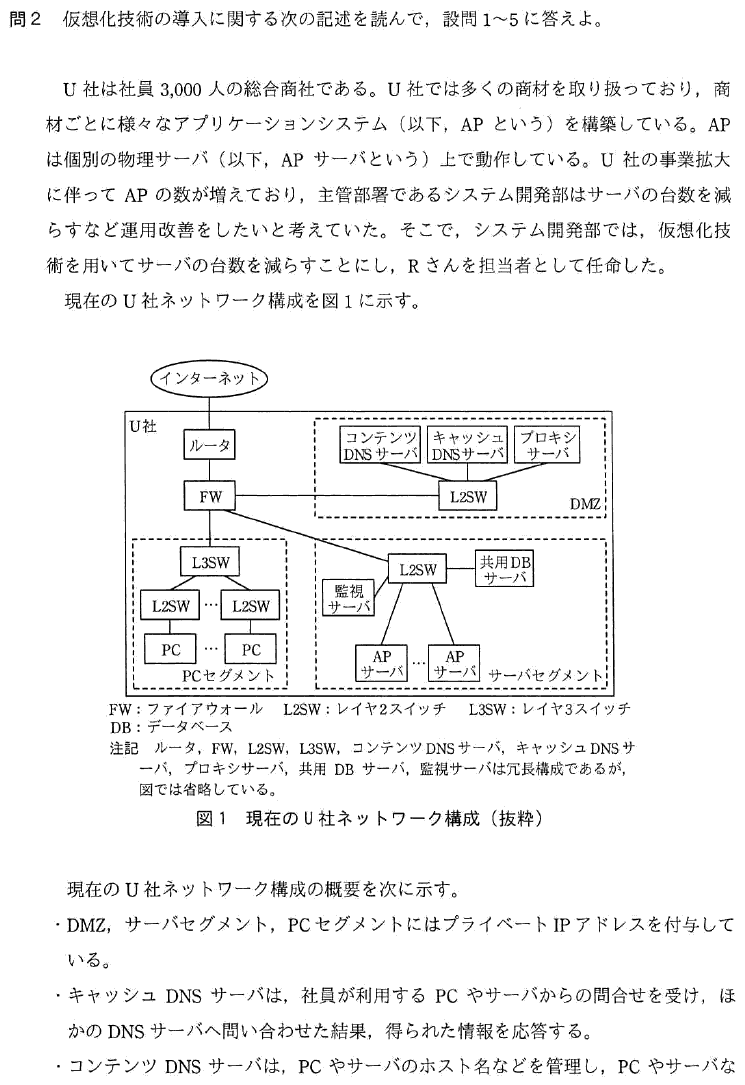 問2 仮想化技術の導入に関する次の記述を読んで，設問1～5に答えよ。
U社は社員3,000人の総合商社である。U社では多くの商材を取り扱っており，商
材ごとに様々なアプリケーションシステム（以下，APという）を構築している。AP
は個別の物理サーバ（以下，APサーバという）上で動作している。U社の事業拡大
に伴ってAPの数が増えており，主管部署であるシステム開発部はサーバの台数を減
らすなど運用改善をしたいと考えていた。そこで，システム開発部では，仮想化技
術を用いてサーバの台数を減らすことにし，Rさんを担当者として任命した。
現在のU社ネットワーク構成を図1に示す。
インターネット
U社
ルータ
コンテンツ
DNSサーバ
キャッシュ
DNSサーバ
プロキシ
サーバ
FW
L2SW
DMZ
L3SW
L2SW
共用DB
サーバ
監視
サーバ
L2SW
…
L2SW
PC
…
PC
PCセグメント
AP
サーバ
…
AP
サーバ
サーバセグメント
FW：ファイアウォール L2SW：レイヤ2スイッチ L3SW：レイヤ3スイッチ
DB：データベース
注記 ルータ，FW，L2SW，L3SW，コンテンツDNSサーバ，キャッシュDNSサ
ーバ，プロキシサーバ，共用DBサーバ，監視サーバは冗長構成であるが，
図では省略している。
図1 現在のU社ネットワーク構成（抜粋）
現在のU社ネットワーク構成の概要を次に示す。
・DMZ，サーバセグメント，PCセグメントにはプライベートIPアドレスを付与して
いる。
・キャッシュDNSサーバは，社員が利用するPCやサーバからの問合せを受け，ほ
かのDNSサーバへ問い合わせた結果，得られた情報を応答する。
・コンテンツDNSサーバは，PCやサーバのホスト名などを管理し，PCやサーバな